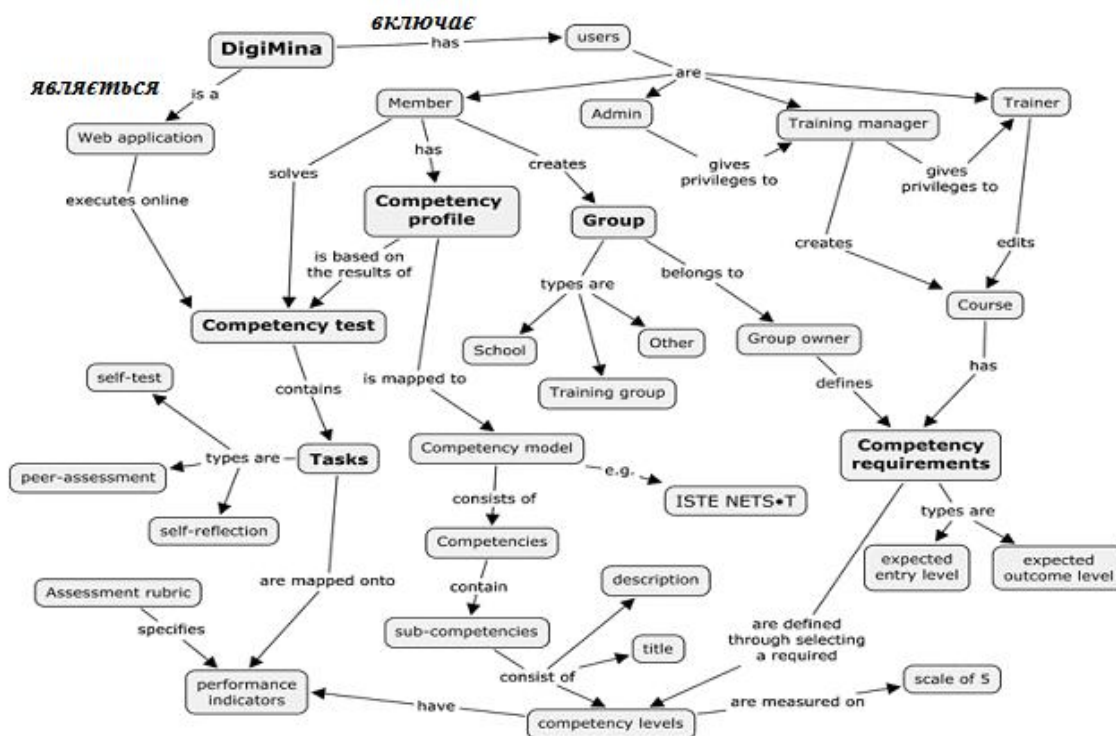 включає
DigiMina
has
users
являється
is a
are
Member
Admin
Training manager
Trainer
Web application
has
solves
creates
gives
privileges to
gives
privileges to
executes online
Competency
profile
Group
is based on
the results of
creates
edits
types are
belongs to
Competency test
School
Other
Group owner
Course
self-test
contains
is mapped to
Training group
defines
has
types are
Tasks
Competency model
Competency
requirements
peer-assessment
e.g.
ISTE NETS•T
self-reflection
consists of
types are
Competencies
expected
entry level
expected
outcome level
are mapped onto
contain
description
Assessment rubric
specifies
sub-competencies
title
are defined
through selecting
a required
consist of
performance
indicators
have
competency levels
are measured on
scale of 5